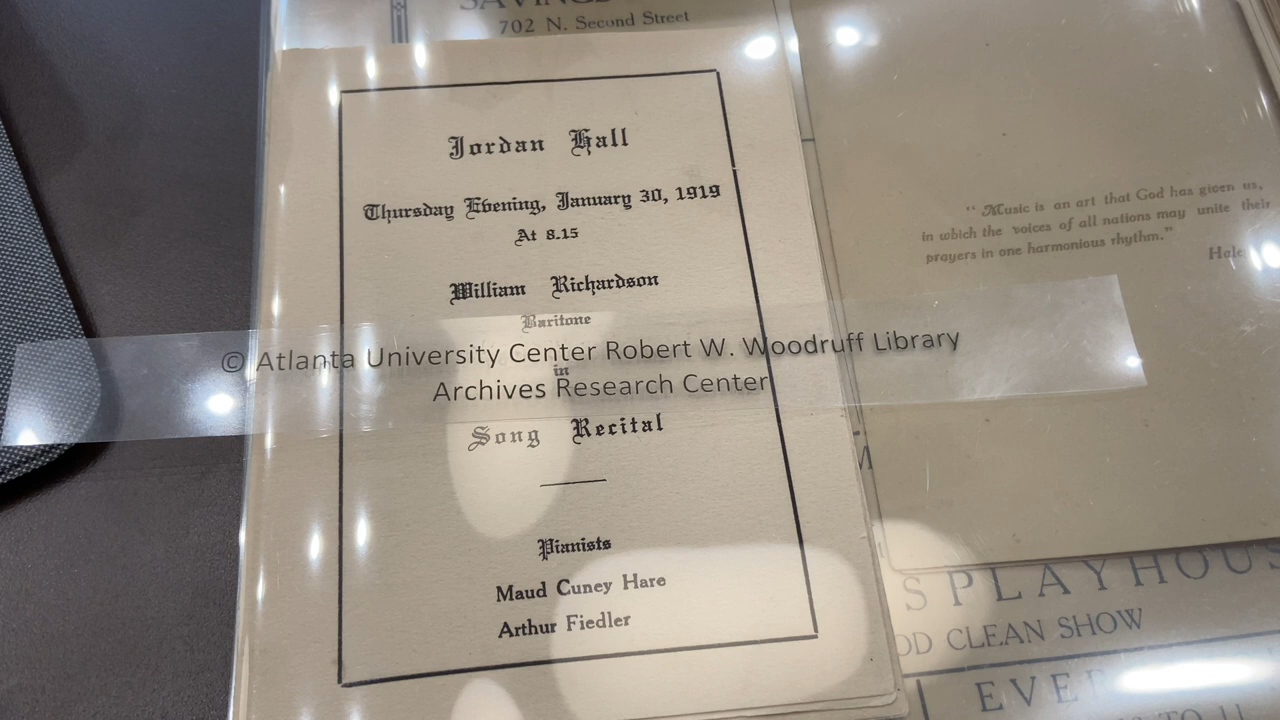 702 N. Second Street
Jordan Hall
Thursday Evening, January 30, 1919
At 8.15
William Richardson
Baritone
in
Song Recital
Pianists
Maud Cuney Hare
Arthur Fiedler
© Atlanta University Center Robert W. Woodruff Library
Archives Research Center
“Music is an art that God has given us,
in which the voices of all nations may unite their
prayers in one harmonious rhythm.”
CLEAN SHOW